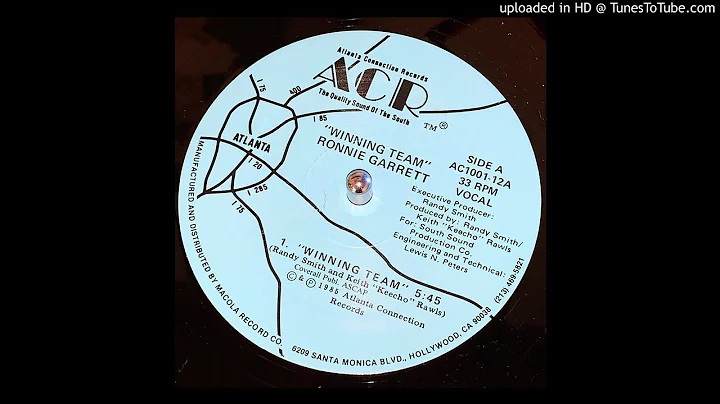 uploaded in HD @ TunesToTube.com
Atlanta Connection Records
ACR
The Quality Sound Of The South
TM ®
I 75
400
I 85
ATLANTA
I 20
I 285
I 75
"WINNING TEAM"
RONNIE GARRETT
SIDE A
AC1001-12A
33 RPM
VOCAL
Executive Producer:
Randy Smith
Produced by: Randy Smith/
Keith "Keecho" Rawls
For: South Sound
Production Co.
Engineering and Technical:
Lewis N. Peters
1. "WINNING TEAM" 5:45
(Randy Smith and Keith "Keecho" Rawls)
Coverall Publ. ASCAP
© & ℗ 1985 Atlanta Connection
Records
MANUFACTURED AND DISTRIBUTED BY MACOLA RECORD CO. 6209 SANTA MONICA BLVD., HOLLYWOOD, CA 90038 (213) 469-5821